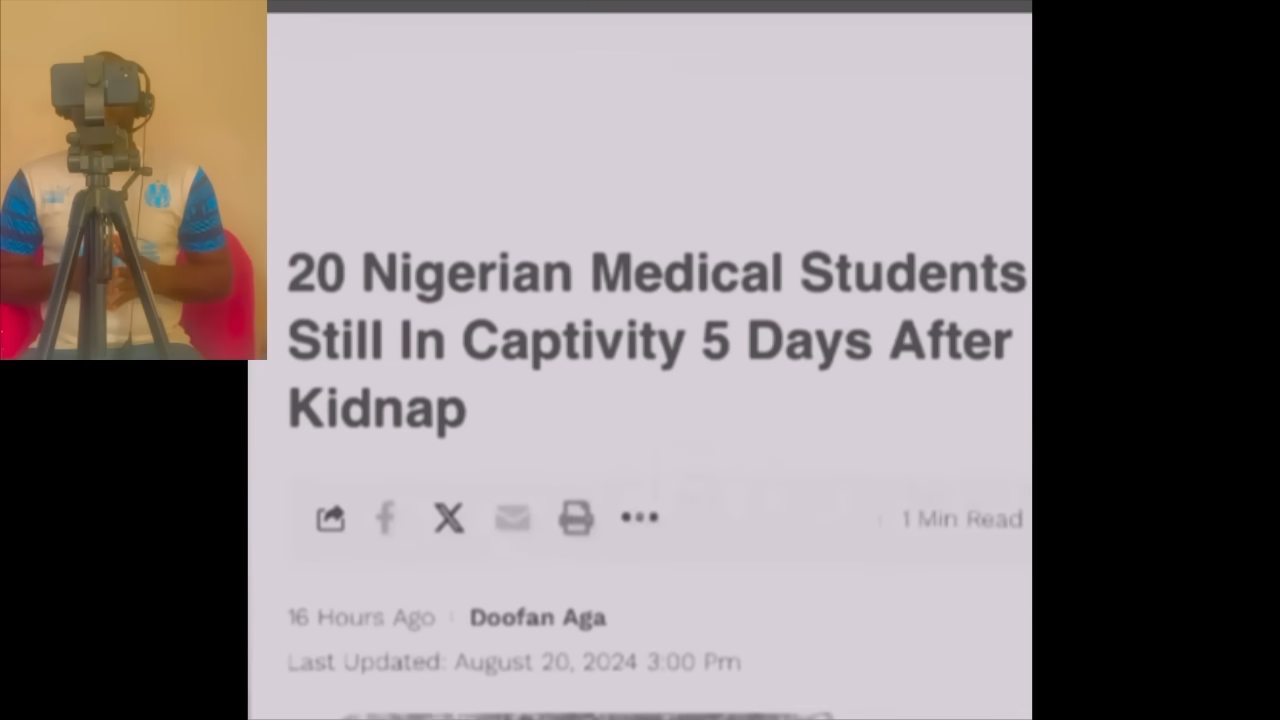 20 Nigerian Medical Students
Still In Captivity 5 Days After
Kidnap
1 Min Read
16 Hours Ago
Doofan Aga
Last Updated: August 20, 2024 3:00 Pm